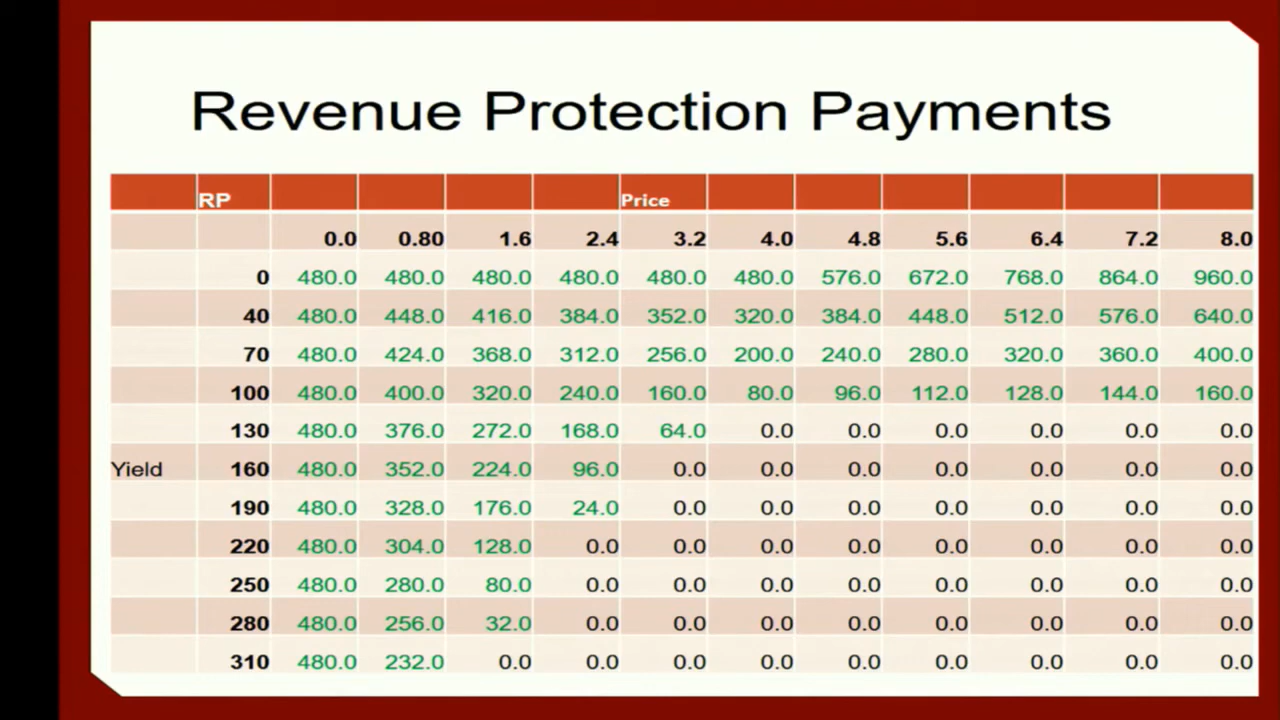 Revenue Protection Payments
RP Price
0.0 0.80 1.6 2.4 3.2 4.0 4.8 5.6 6.4 7.2 8.0
0 480.0 480.0 480.0 480.0 480.0 480.0 576.0 672.0 768.0 864.0 960.0
40 480.0 448.0 416.0 384.0 352.0 320.0 384.0 448.0 512.0 576.0 640.0
70 480.0 424.0 368.0 312.0 256.0 200.0 240.0 280.0 320.0 360.0 400.0
100 480.0 400.0 320.0 240.0 160.0 80.0 96.0 112.0 128.0 144.0 160.0
130 480.0 376.0 272.0 168.0 64.0 0.0 0.0 0.0 0.0 0.0 0.0
Yield 160 480.0 352.0 224.0 96.0 0.0 0.0 0.0 0.0 0.0 0.0 0.0
190 480.0 328.0 176.0 24.0 0.0 0.0 0.0 0.0 0.0 0.0 0.0
220 480.0 304.0 128.0 0.0 0.0 0.0 0.0 0.0 0.0 0.0 0.0
250 480.0 280.0 80.0 0.0 0.0 0.0 0.0 0.0 0.0 0.0 0.0
280 480.0 256.0 32.0 0.0 0.0 0.0 0.0 0.0 0.0 0.0 0.0
310 480.0 232.0 0.0 0.0 0.0 0.0 0.0 0.0 0.0 0.0 0.0